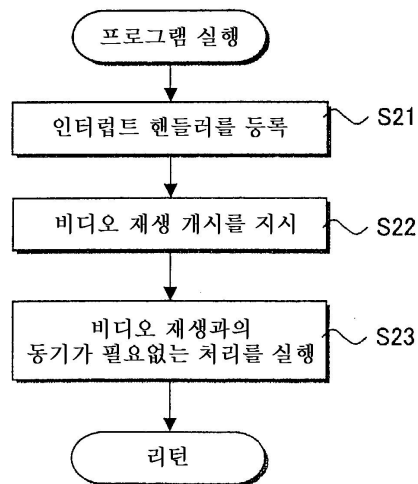 프로그램 실행
인터럽트 핸들러를 등록
S21
비디오 재생 개시를 지시
S22
비디오 재생과의
동기가 필요없는 처리를 실행
S23
리턴